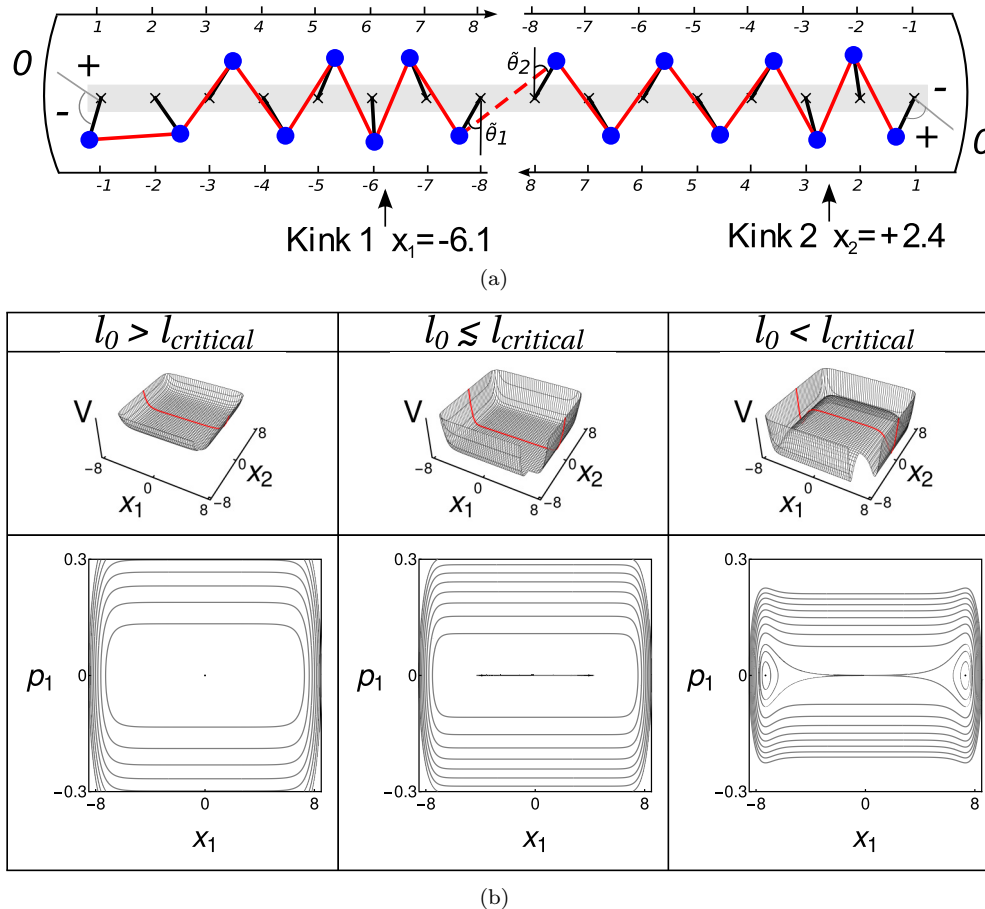 1 2 3 4 5 6 7 8 -8 -7 -6 -5 -4 -3 -2 -1
0 + - θ̃₂ θ̃₁ - + 0
-1 -2 -3 -4 -5 -6 -7 -8 8 7 6 5 4 3 2 1
Kink 1 x₁=-6.1 Kink 2 x₂=+2.4
(a)
l₀ > l_critical l₀ ≲ l_critical l₀ < l_critical
V -8 0 8 x₁ -8 0 8 x₂ V -8 0 8 x₁ -8 0 8 x₂ V -8 0 8 x₁ -8 0 8 x₂
0.3 0.3 0.3
p₁ 0 p₁ 0 p₁ 0
-0.3 -0.3 -0.3
-8 0 8 -8 0 8 -8 0 8
x₁ x₁ x₁
(b)